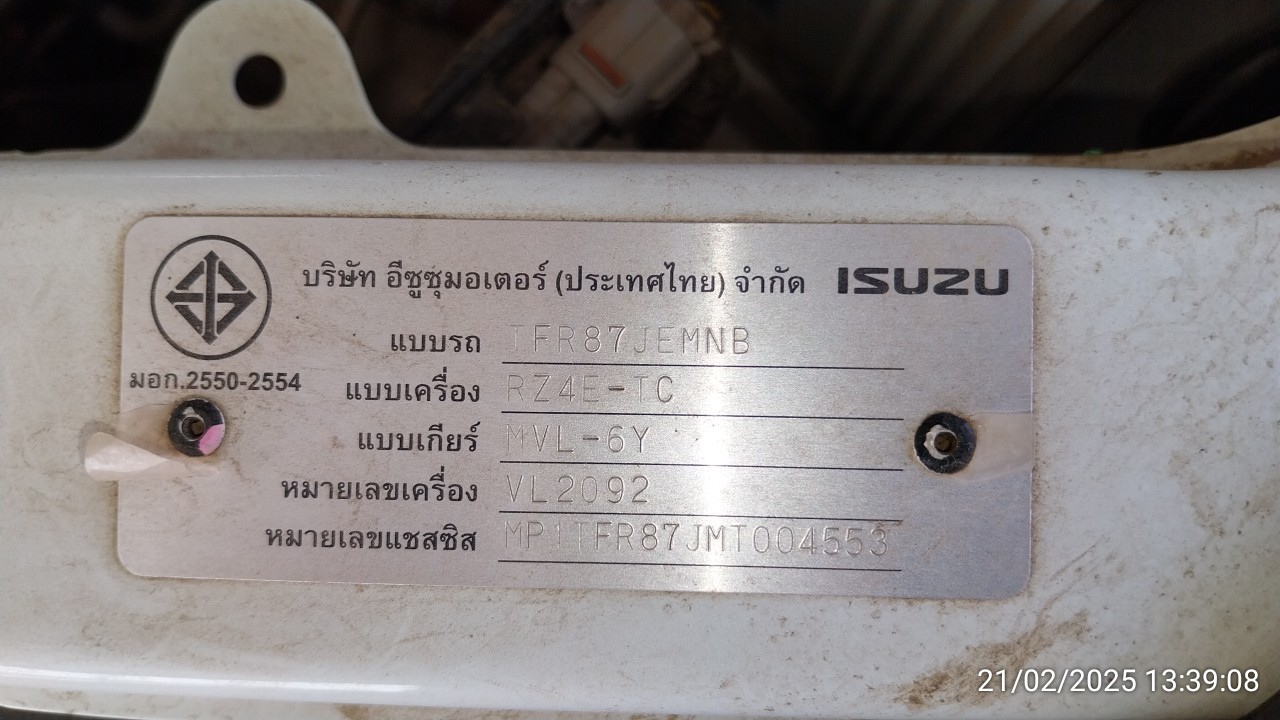 บริษัท อีซูซุมอเตอร์ (ประเทศไทย) จำกัด ISUZU
แบบรถ TFR87JEMNB
มอก.2550-2554
แบบเครื่อง RZ4E-TC
แบบเกียร์ MVL-6Y
หมายเลขเครื่อง VL2092
หมายเลขแชสซิส MP1TFR87JMT004553
21/02/2025 13:39:08